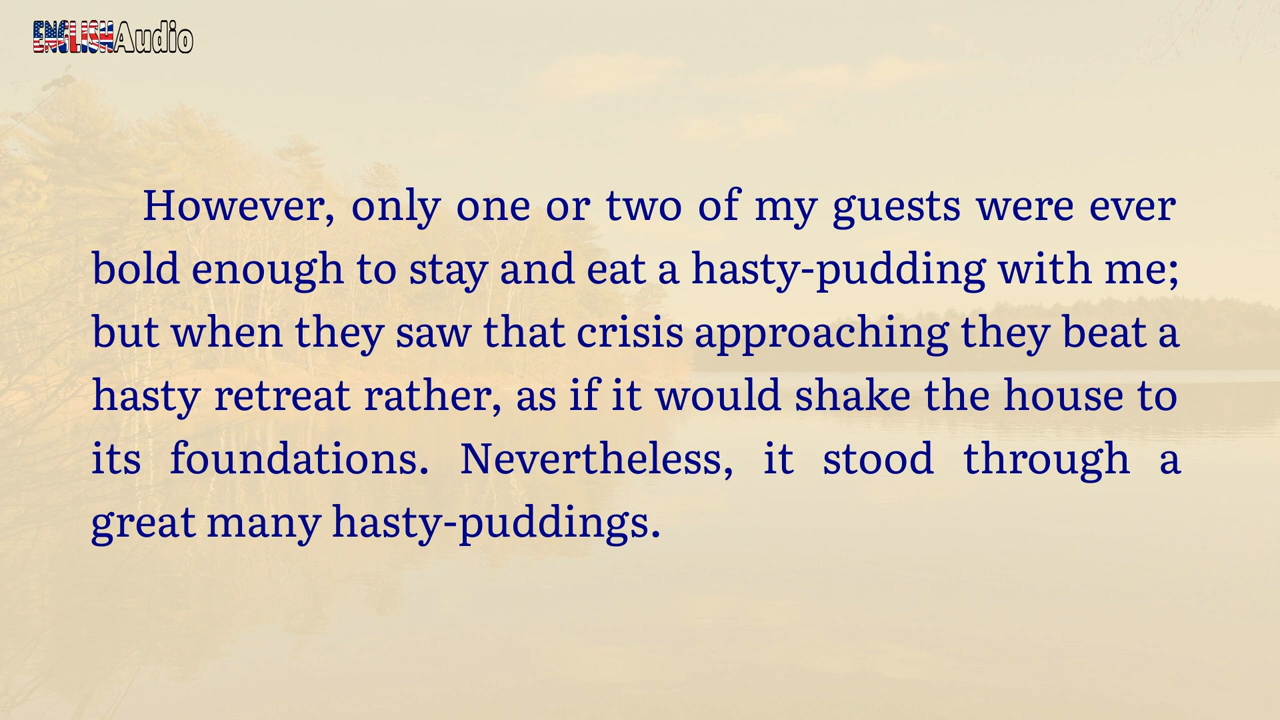 ENGLISHAudio
However, only one or two of my guests were ever
bold enough to stay and eat a hasty-pudding with me;
but when they saw that crisis approaching they beat a
hasty retreat rather, as if it would shake the house to
its foundations. Nevertheless, it stood through a
great many hasty-puddings.